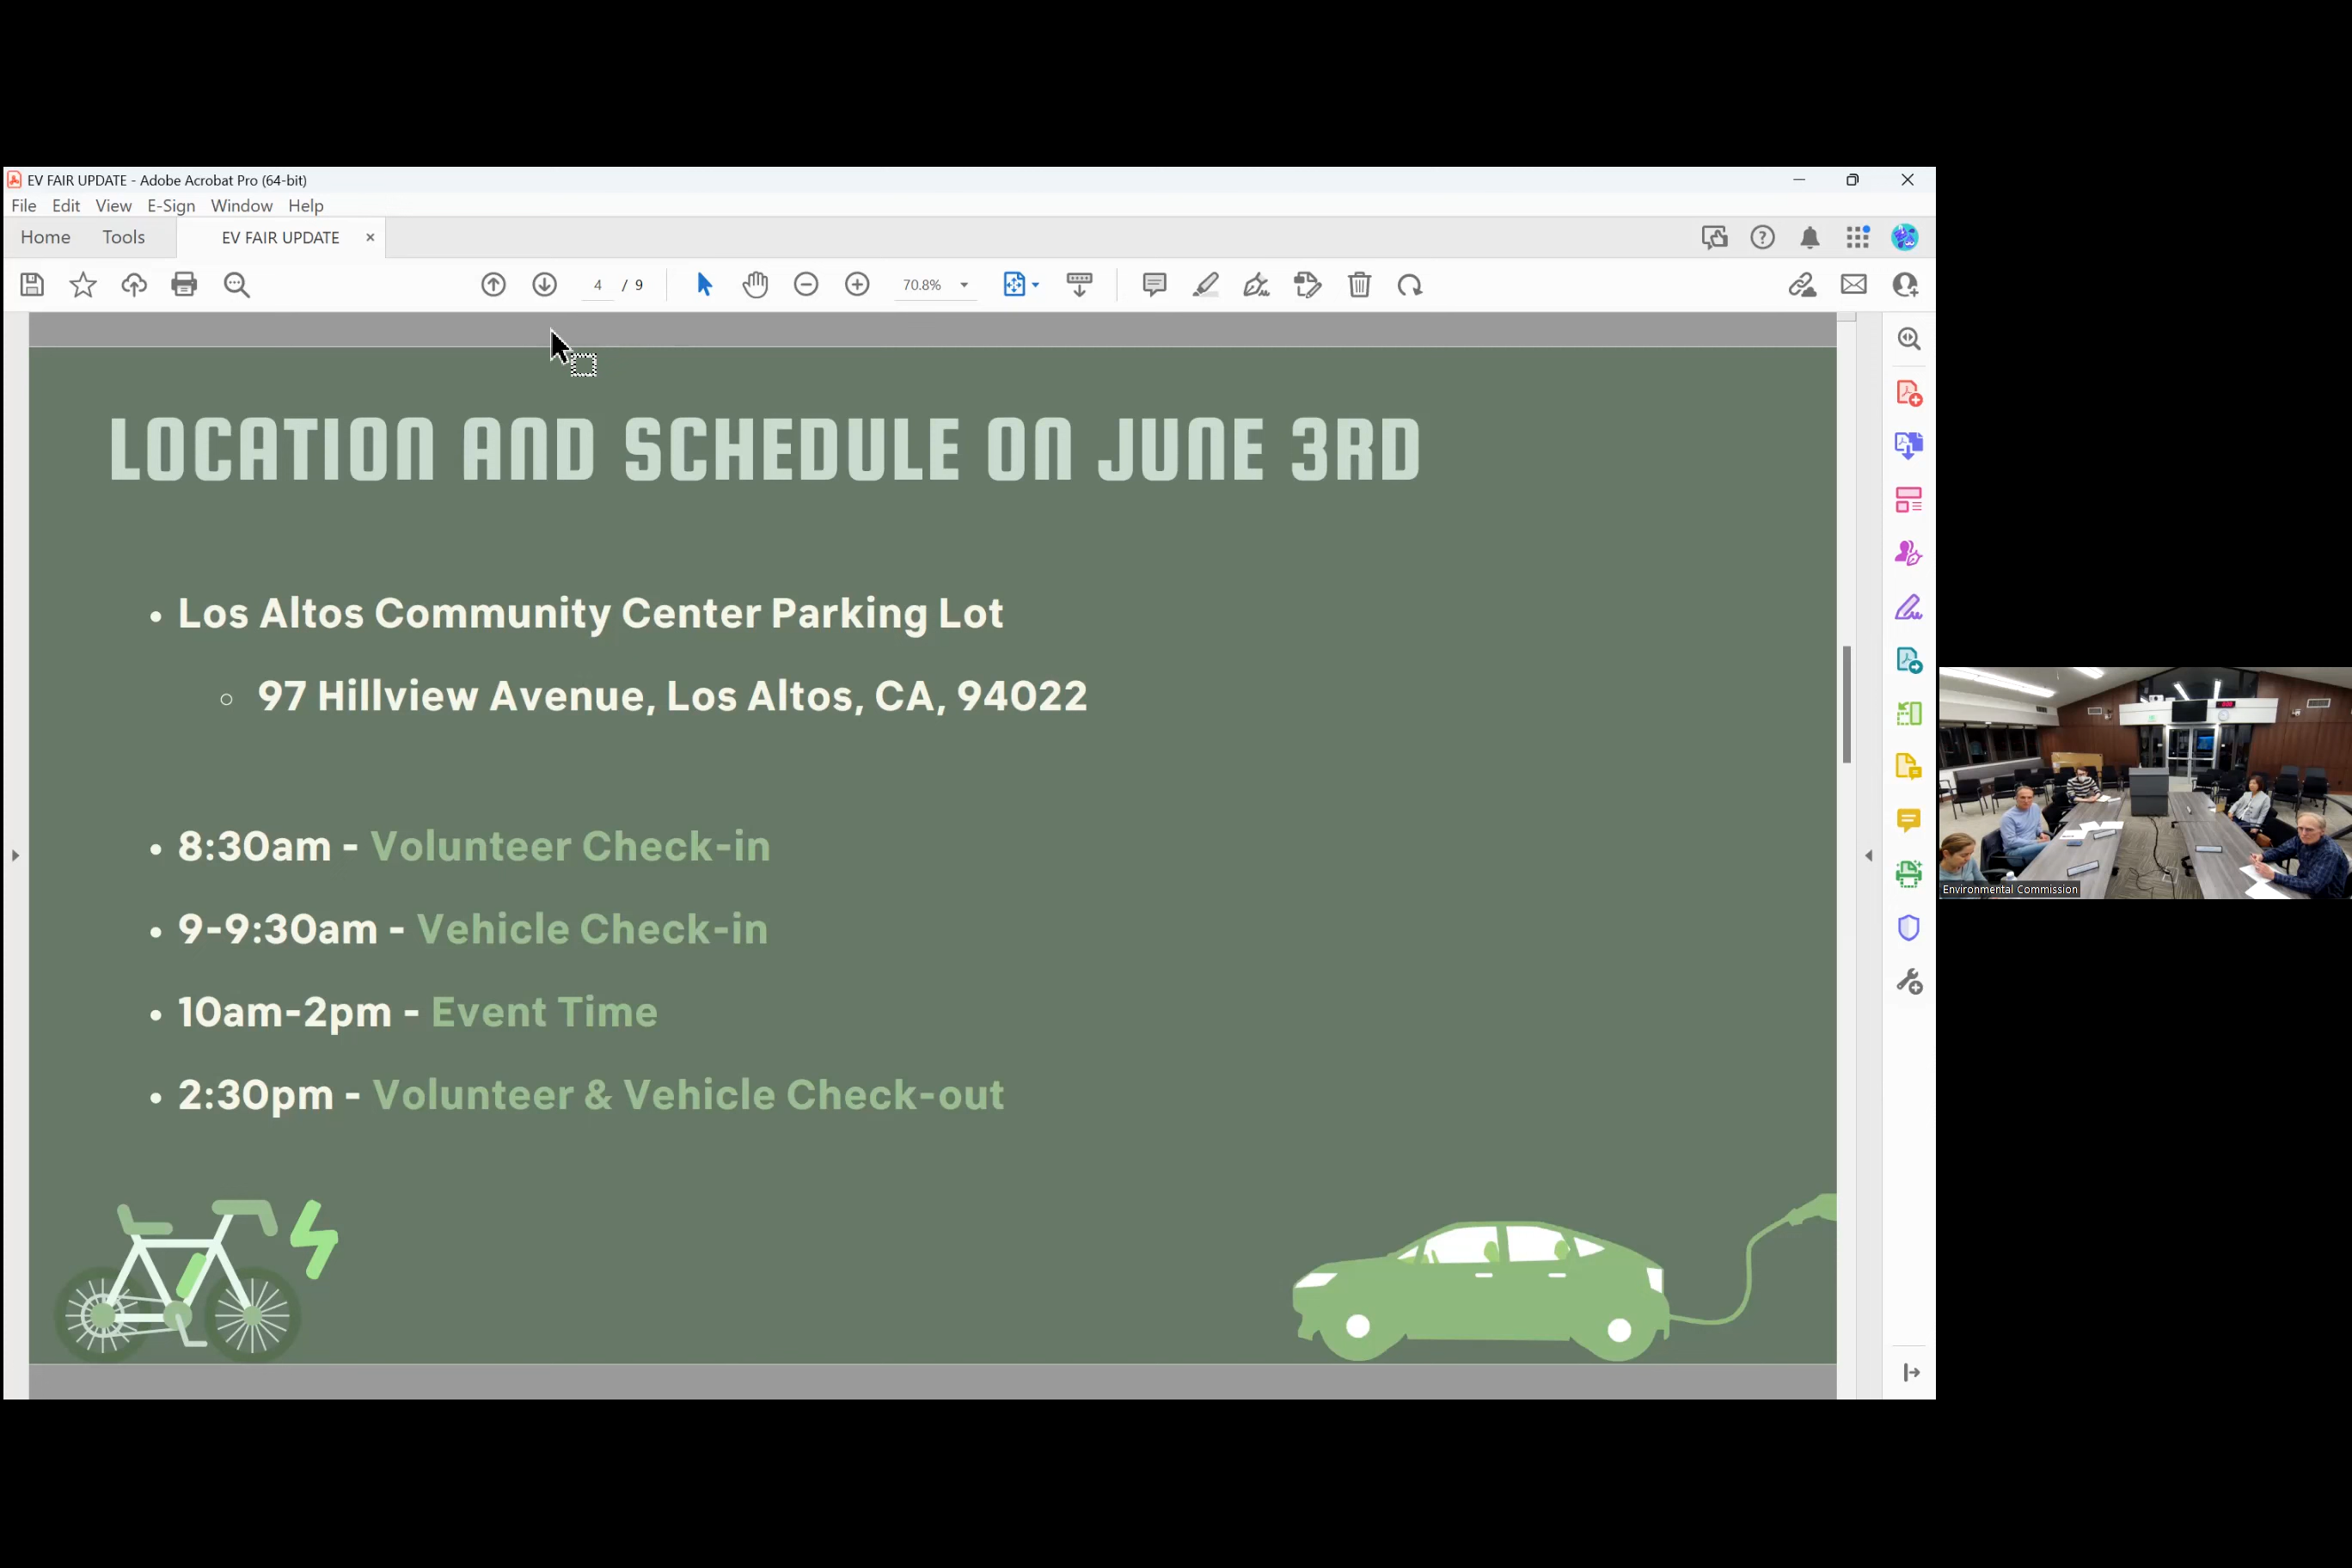 EV FAIR UPDATE - Adobe Acrobat Pro (64-bit)
File Edit View E-Sign Window Help
Home Tools EV FAIR UPDATE
4 / 9 70.8%
LOCATION AND SCHEDULE ON JUNE 3RD
• Los Altos Community Center Parking Lot
○ 97 Hillview Avenue, Los Altos, CA, 94022
• 8:30am - Volunteer Check-in
• 9-9:30am - Vehicle Check-in
• 10am-2pm - Event Time
• 2:30pm - Volunteer & Vehicle Check-out
Environmental Commission